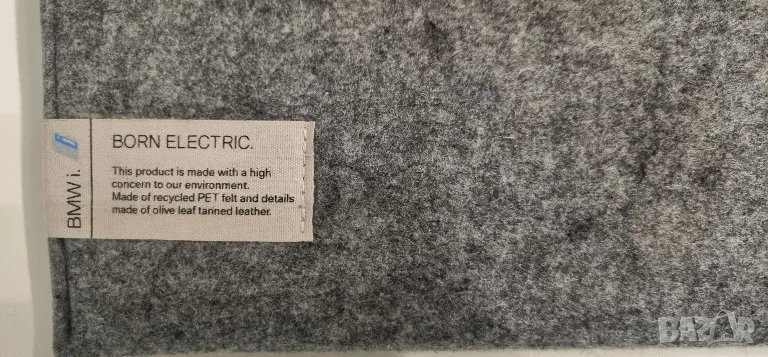 BMW i.
BORN ELECTRIC.
This product is made with a high
concern to our environment.
Made of recycled PET felt and details
made of olive leaf tanned leather.
BAZAR